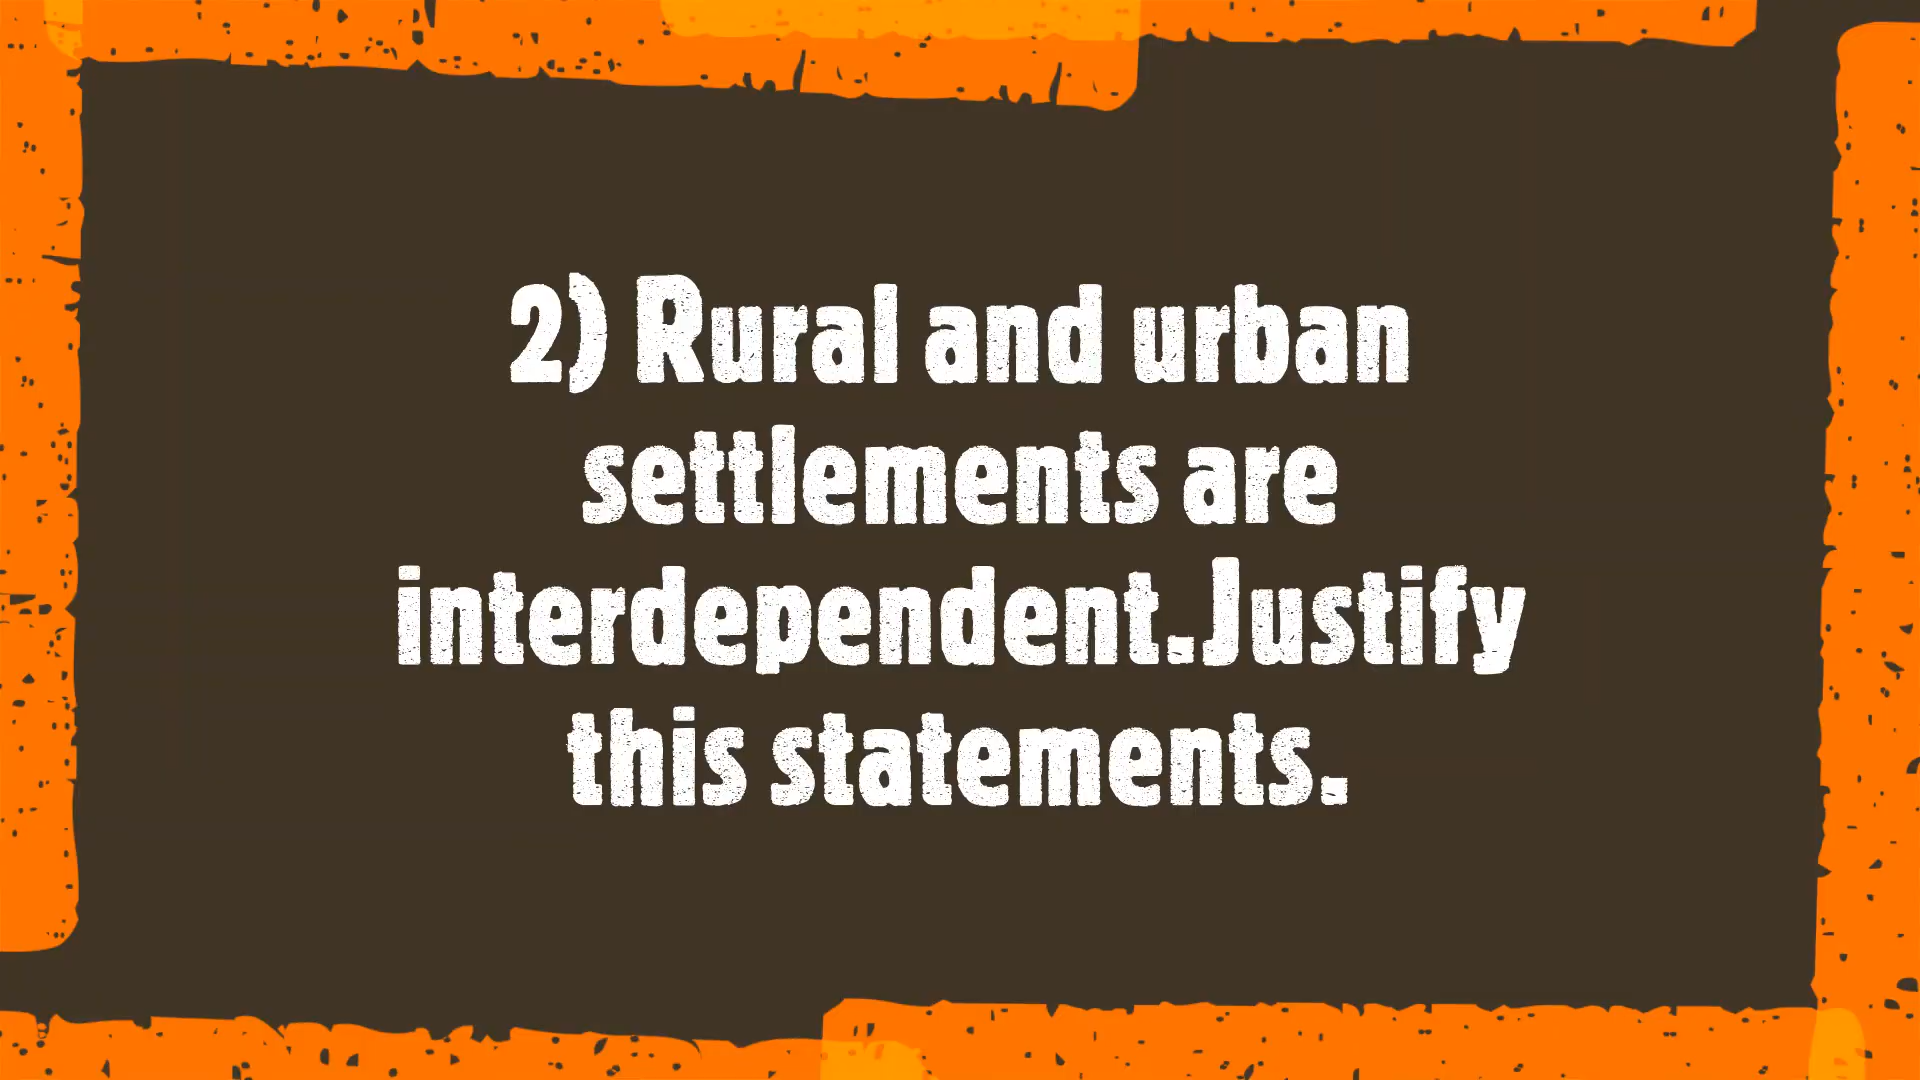 2) Rural and urban
settlements are
interdependent.Justify
this statements.